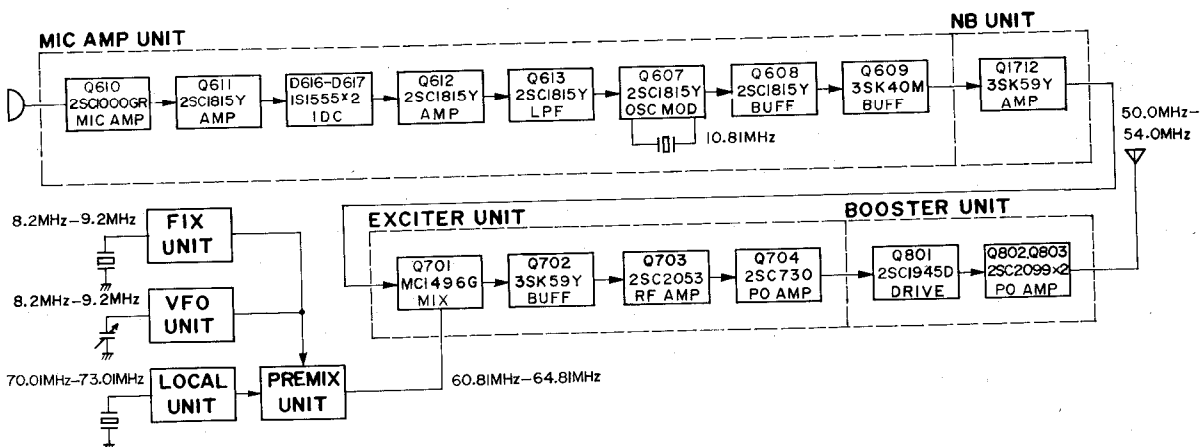 MIC AMP UNIT
NB UNIT
Q610
2SC1000GR
MIC AMP
Q611
2SC1815Y
AMP
D616-D617
1S1555×2
IDC
Q612
2SC1815Y
AMP
Q613
2SC1815Y
LPF
Q607
2SC1815Y
OSC MOD
10.81MHz
Q608
2SC1815Y
BUFF
Q609
3SK40M
BUFF
Q1712
3SK59Y
AMP
50.0MHz-
54.0MHz
8.2MHz-9.2MHz
FIX
UNIT
8.2MHz-9.2MHz
VFO
UNIT
70.01MHz-73.01MHz
LOCAL
UNIT
PREMIX
UNIT
60.81MHz-64.81MHz
EXCITER UNIT
BOOSTER UNIT
Q701
MC1496G
MIX
Q702
3SK59Y
BUFF
Q703
2SC2053
RF AMP
Q704
2SC730
PO AMP
Q801
2SC1945D
DRIVE
Q802,Q803
2SC2099×2
PO AMP